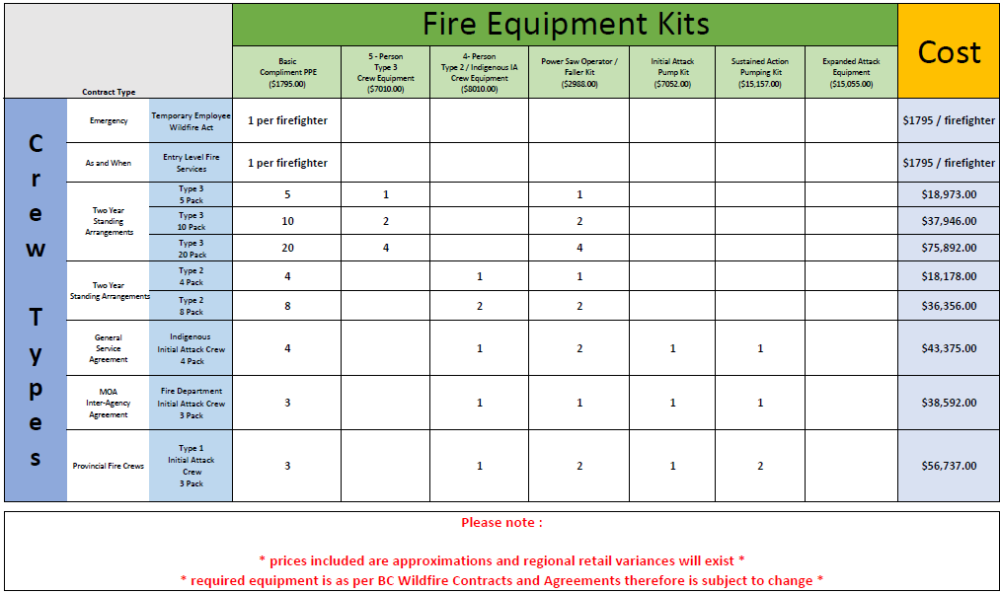 Fire Equipment Kits
Cost
Contract Type
Basic
Compliment PPE
($1795.00)
5 - Person
Type 3
Crew Equipment
($7010.00)
4- Person
Type 2 / Indigenous IA
Crew Equipment
($8010.00)
Power Saw Operator /
Faller Kit
($2988.00)
Initial Attack
Pump Kit
($7052.00)
Sustained Action
Pumping Kit
($15,157.00)
Expanded Attack
Equipment
($15,055.00)
Crew Types
Emergency
Temporary Employee
Wildfire Act
1 per firefighter
$1795 / firefighter
As and When
Entry Level Fire
Services
1 per firefighter
$1795 / firefighter
Two Year
Standing
Arrangements
Type 3
5 Pack
5 1 1 $18,973.00
Type 3
10 Pack
10 2 2 $37,946.00
Type 3
20 Pack
20 4 4 $75,892.00
Two Year
Standing Arrangements
Type 2
4 Pack
4 1 1 $18,178.00
Type 2
8 Pack
8 2 2 $36,356.00
General
Service
Agreement
Indigenous
Initial Attack Crew
4 Pack
4 1 2 1 1 $43,375.00
MOA
Inter-Agency
Agreement
Fire Department
Initial Attack Crew
3 Pack
3 1 1 1 1 $38,592.00
Provincial Fire Crews
Type 1
Initial Attack
Crew
3 Pack
3 1 2 1 2 $56,737.00
Please note :
* prices included are approximations and regional retail variances will exist *
* required equipment is as per BC Wildfire Contracts and Agreements therefore is subject to change *